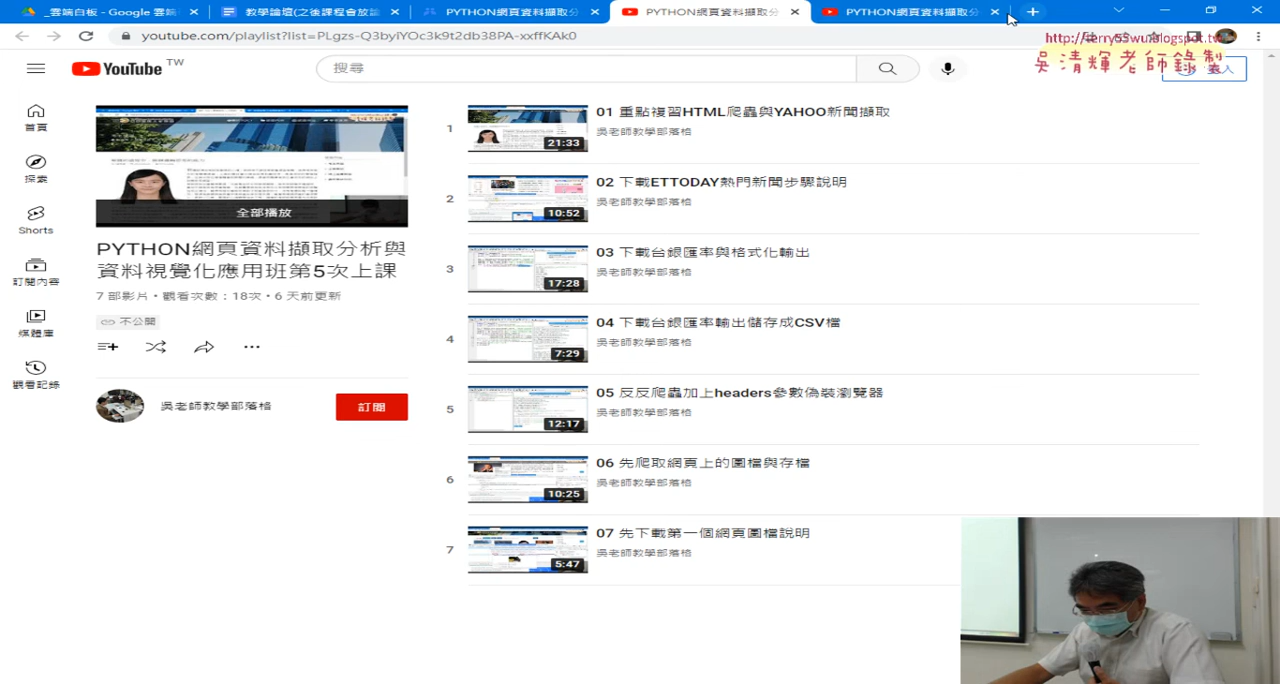 _雲端白板 - Google 雲端
教學論壇(之後課程會放論
PYTHON網頁資料擷取分
PYTHON網頁資料擷取分
PYTHON網頁資料擷取分
youtube.com/playlist?list=PLgzs-Q3byiYOc3k9t2db38PA-xxffKAk0
http://terry55wu.blogspot.tw
吳清輝老師錄製
YouTube TW
搜尋
首頁
探索
Shorts
訂閱內容
媒體庫
觀看記錄
全部播放
PYTHON網頁資料擷取分析與
資料視覺化應用班第5次上課
7 部影片・觀看次數：18次・6 天前更新
不公開
吳老師教學部落格
訂閱
1
21:33
01 重點複習HTML爬蟲與YAHOO新聞擷取
吳老師教學部落格
2
10:52
02 下載ETTODAY熱門新聞步驟說明
吳老師教學部落格
3
17:28
03 下載台銀匯率與格式化輸出
吳老師教學部落格
4
7:29
04 下載台銀匯率輸出儲存成CSV檔
吳老師教學部落格
5
12:17
05 反反爬蟲加上headers參數偽裝瀏覽器
吳老師教學部落格
6
10:25
06 先爬取網頁上的圖檔與存檔
吳老師教學部落格
7
5:47
07 先下載第一個網頁圖檔說明
吳老師教學部落格